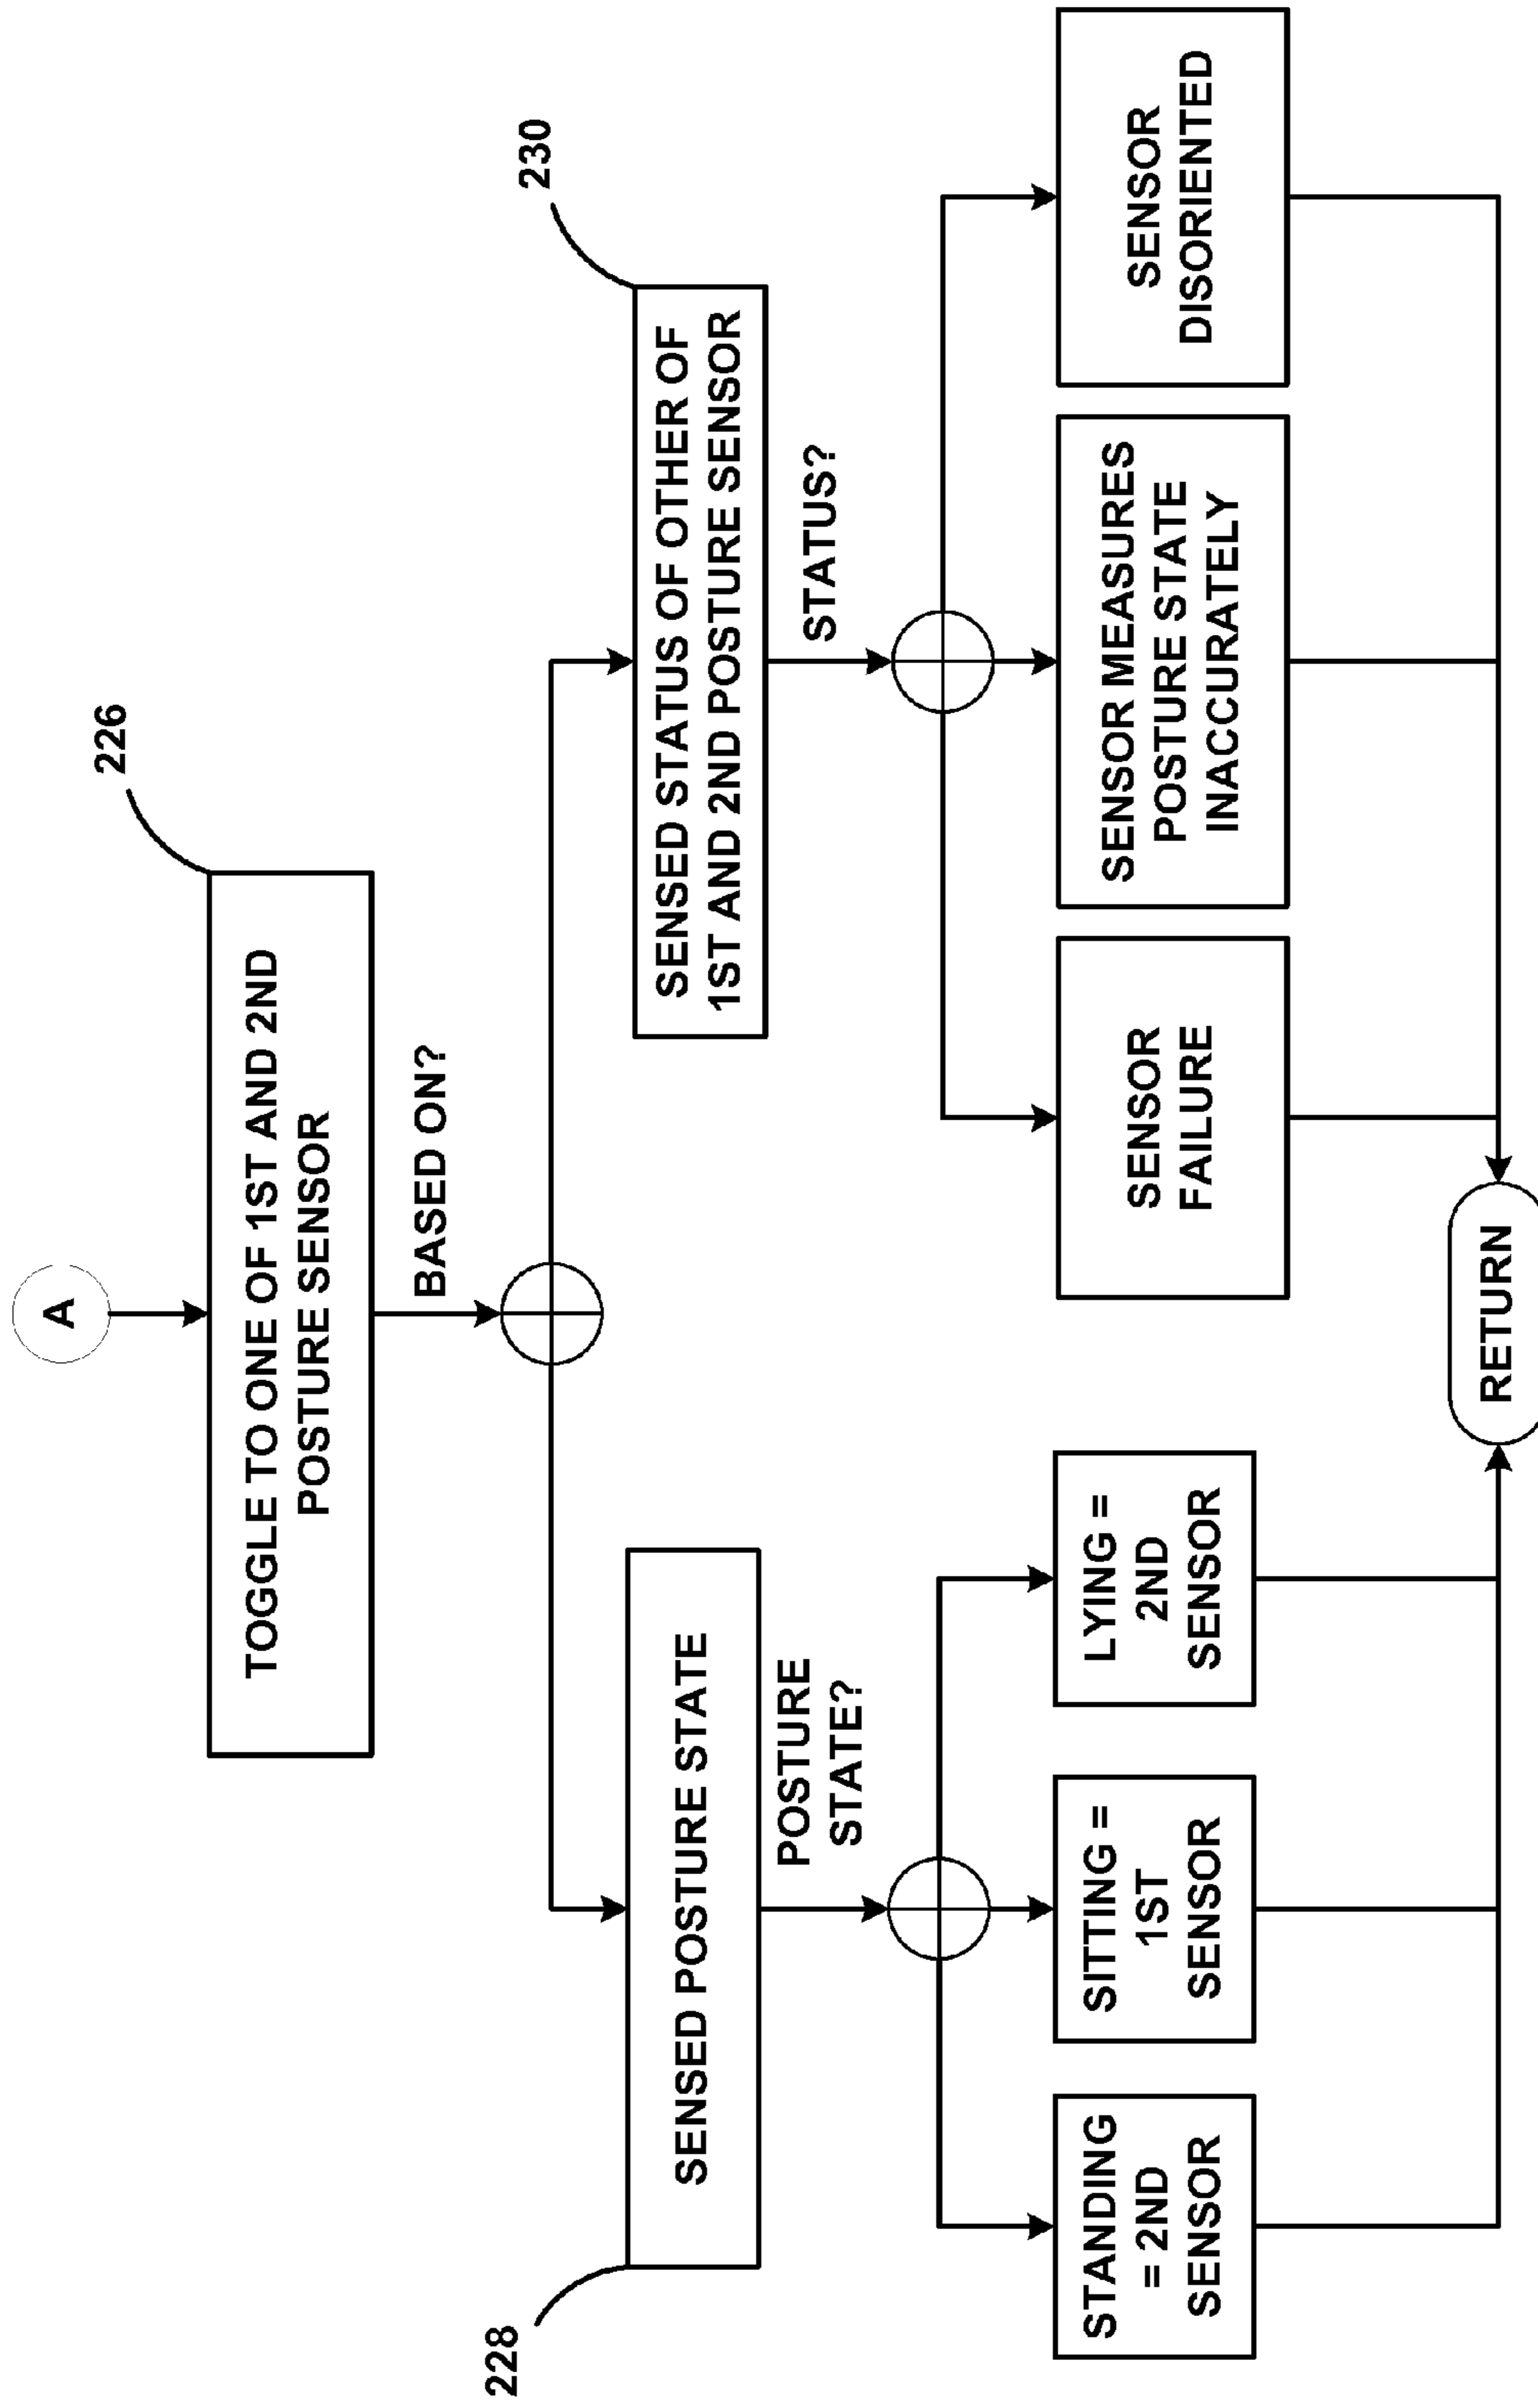 A
226
TOGGLE TO ONE OF 1ST AND 2ND
POSTURE SENSOR
BASED ON?
228
SENSED POSTURE STATE
230
SENSED STATUS OF OTHER OF
1ST AND 2ND POSTURE SENSOR
POSTURE
STATE?
STATUS?
STANDING
= 2ND
SENSOR
SITTING =
1ST
SENSOR
LYING =
2ND
SENSOR
SENSOR
FAILURE
SENSOR MEASURES
POSTURE STATE
INACCURATELY
SENSOR
DISORIENTED
RETURN